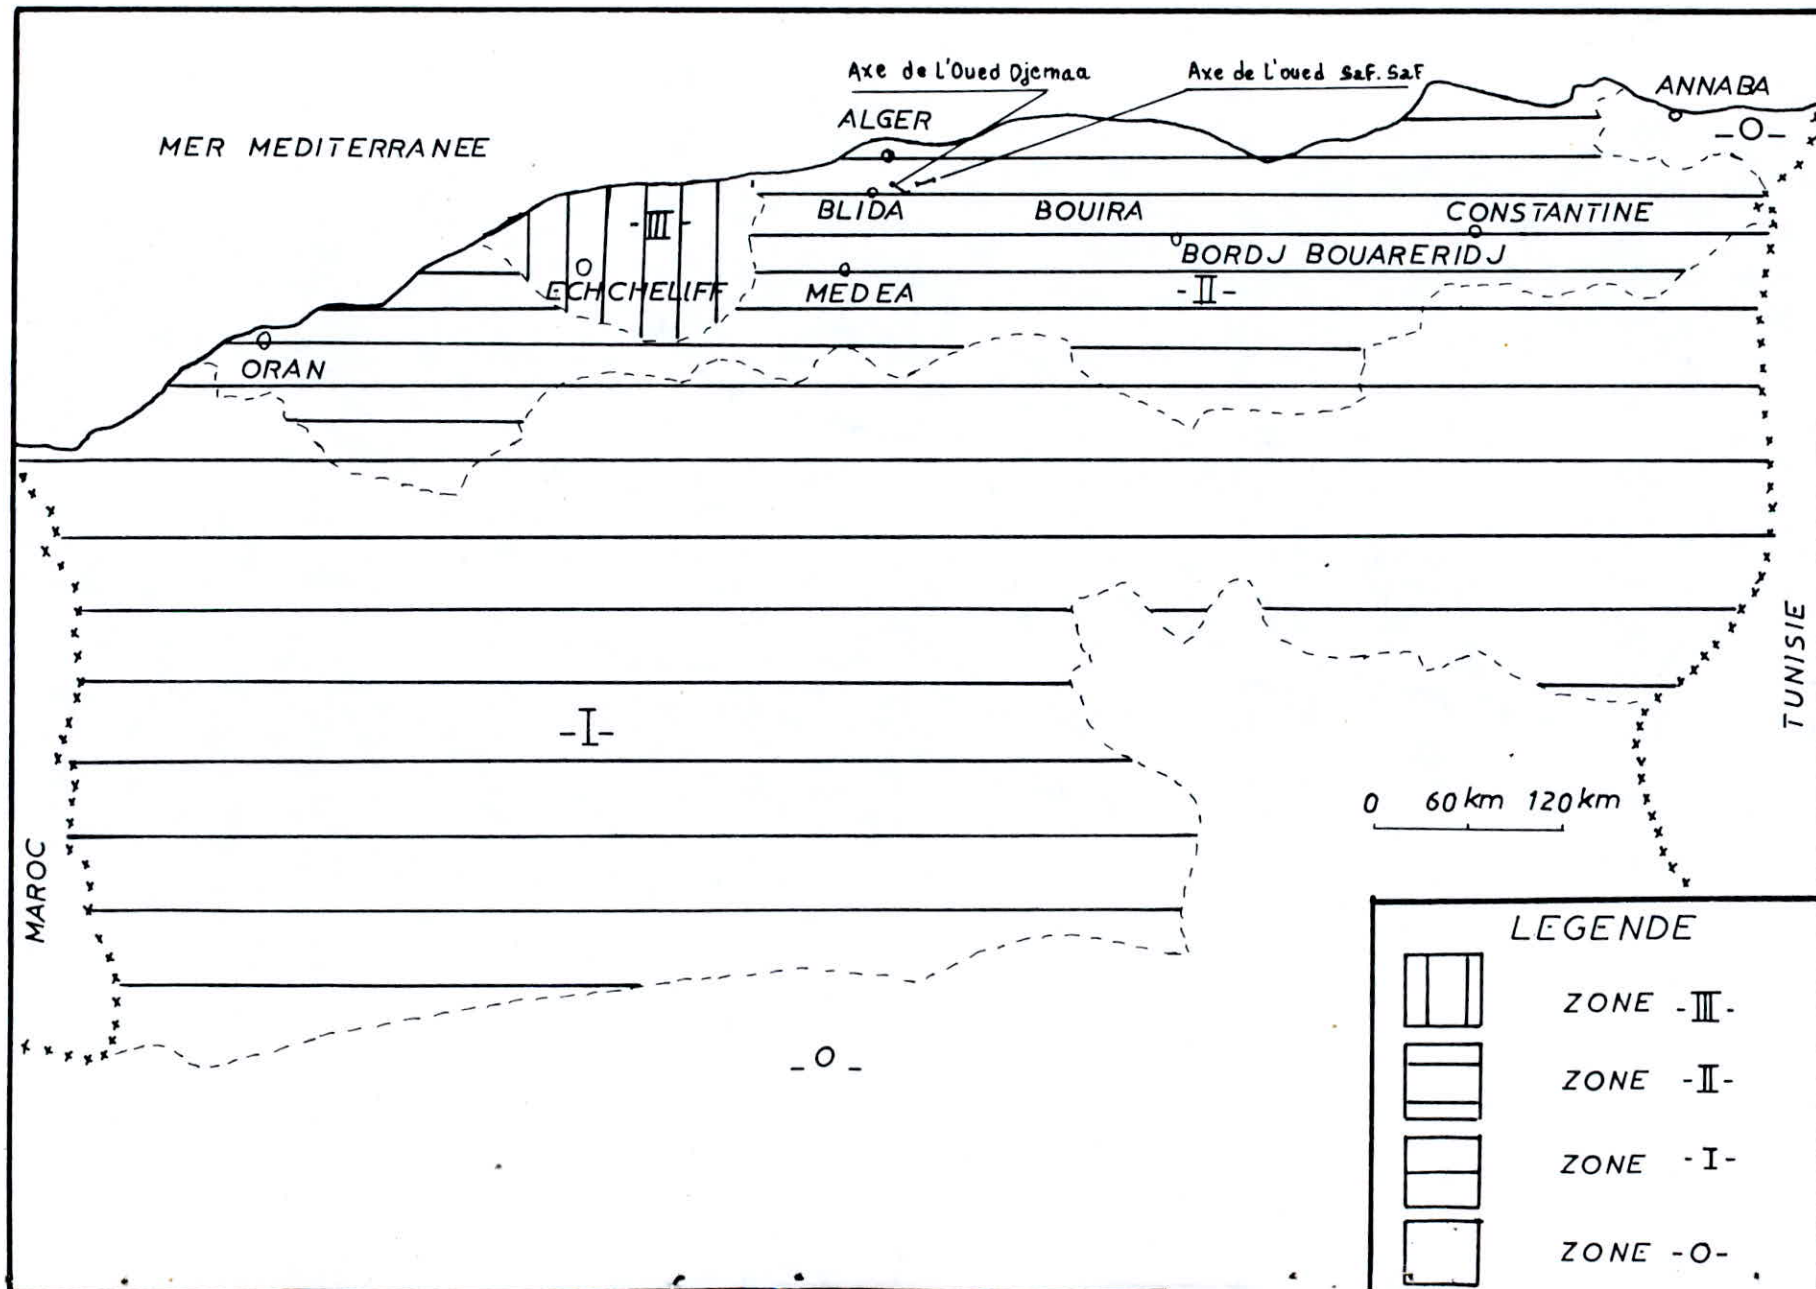 Axe de L'Oued Djemaa
Axe de L'oued Saf.Saf
ANNABA
ALGER
-O-
MER MEDITERRANEE
BLIDA
BOUIRA
CONSTANTINE
-III-
BORDJ BOUARERIDJ
ECHCHELIFF
MEDEA
-II-
ORAN
TUNISIE
-I-
0 60 km 120 km
MAROC
-O-
LEGENDE
ZONE -III-
ZONE -II-
ZONE -I-
ZONE -O-